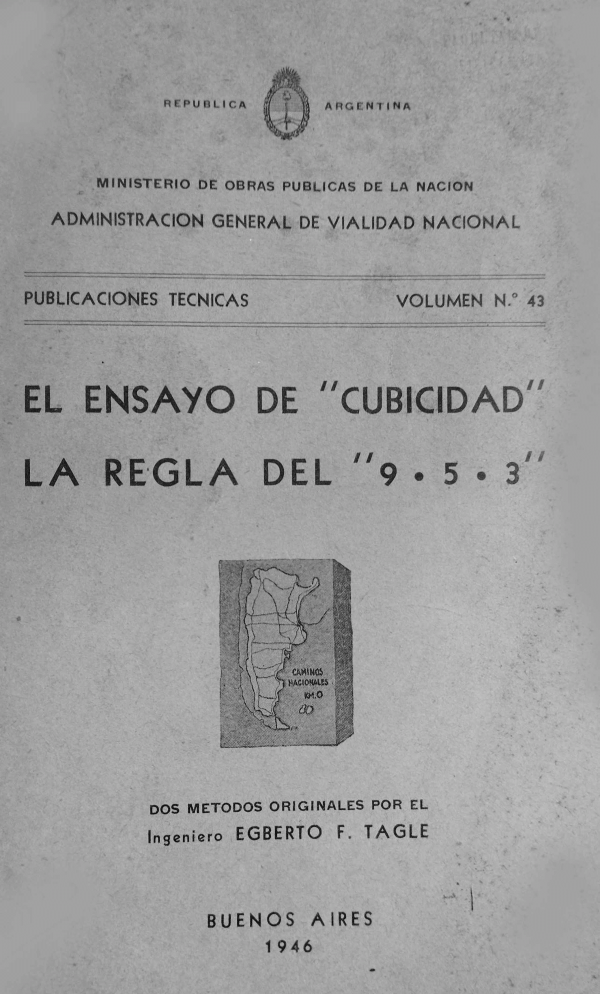 REPUBLICA ARGENTINA
MINISTERIO DE OBRAS PUBLICAS DE LA NACION
ADMINISTRACION GENERAL DE VIALIDAD NACIONAL
PUBLICACIONES TECNICAS VOLUMEN N.° 43
EL ENSAYO DE "CUBICIDAD"
LA REGLA DEL "9 • 5 • 3"
CAMINOS
NACIONALES
KM. 0
DOS METODOS ORIGINALES POR EL
Ingeniero EGBERTO F. TAGLE
BUENOS AIRES
1946